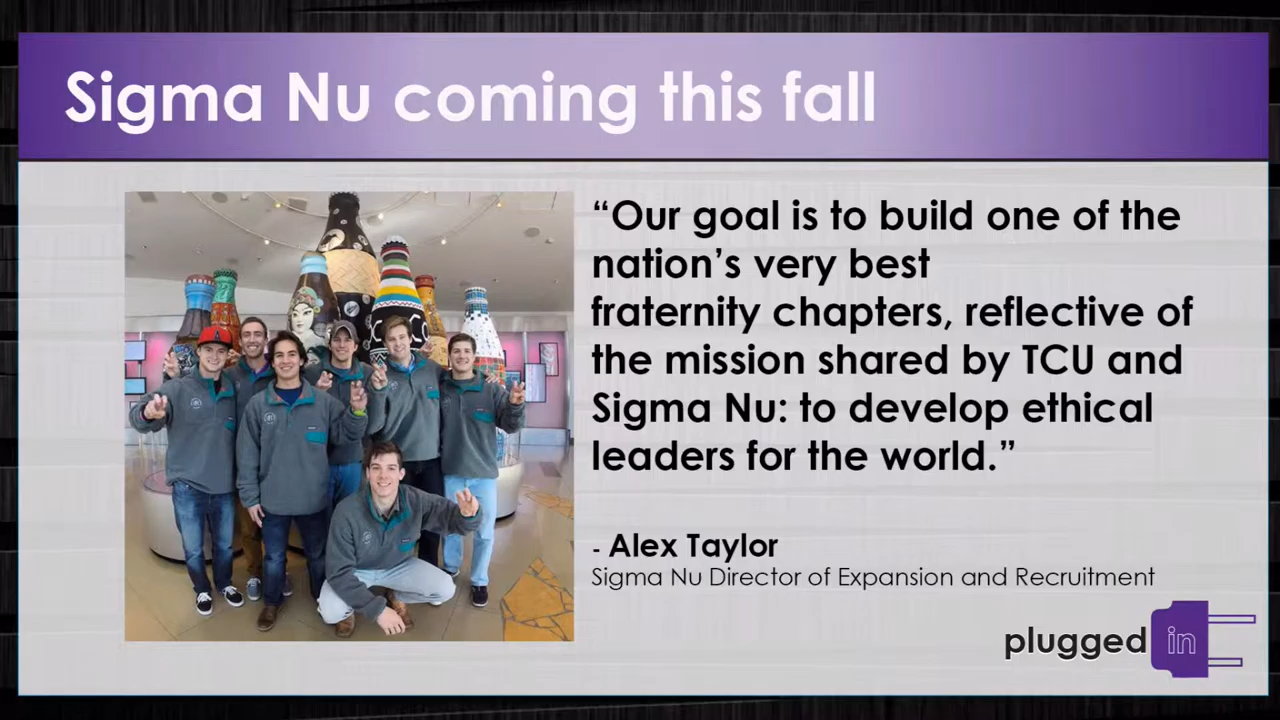 Sigma Nu coming this fall
“Our goal is to build one of the
nation’s very best
fraternity chapters, reflective of
the mission shared by TCU and
Sigma Nu: to develop ethical
leaders for the world.”
- Alex Taylor
Sigma Nu Director of Expansion and Recruitment
plugged in